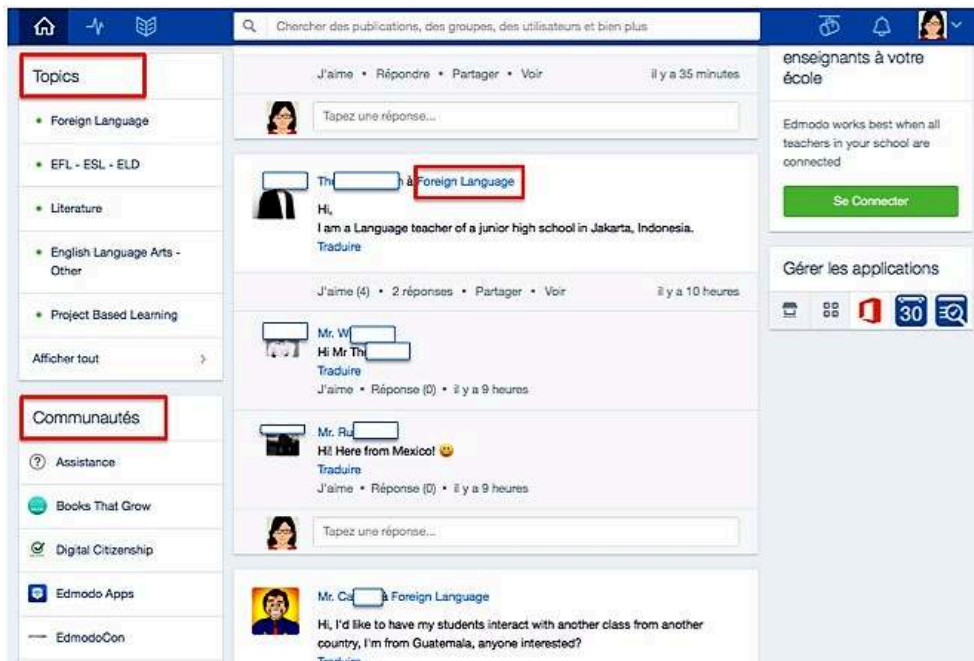 Chercher des publications, des groupes, des utilisateurs et bien plus
Topics
• Foreign Language
• EFL - ESL - ELD
• Literature
• English Language Arts -
Other
• Project Based Learning
Afficher tout
Communautés
Assistance
Books That Grow
Digital Citizenship
Edmodo Apps
EdmodoCon
J'aime • Répondre • Partager • Voir
il y a 35 minutes
Tapez une réponse...
à Foreign Language
Hi,
I am a Language teacher of a junior high school in Jakarta, Indonesia.
Traduire
J'aime (4) • 2 réponses • Partager • Voir
il y a 10 heures
Mr. W
Hi Mr Th
Traduire
J'aime • Réponse (0) • il y a 9 heures
Mr. Ru
Hi! Here from Mexico! 😀
Traduire
J'aime • Réponse (0) • il y a 9 heures
Tapez une réponse...
Mr. Ca à Foreign Language
Hi, I'd like to have my students interact with another class from another
country, I'm from Guatemala, anyone interested?
Traduire
enseignants à votre
école
Edmodo works best when all
teachers in your school are
connected
Se Connecter
Gérer les applications
30